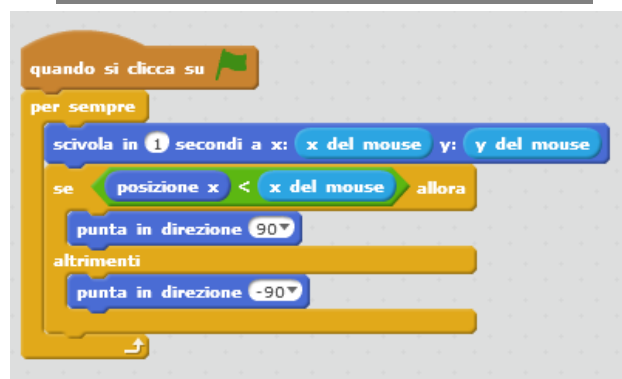 quando si clicca su
per sempre
scivola in 1 secondi a x: x del mouse y: y del mouse
se posizione x < x del mouse allora
punta in direzione 90
altrimenti
punta in direzione -90